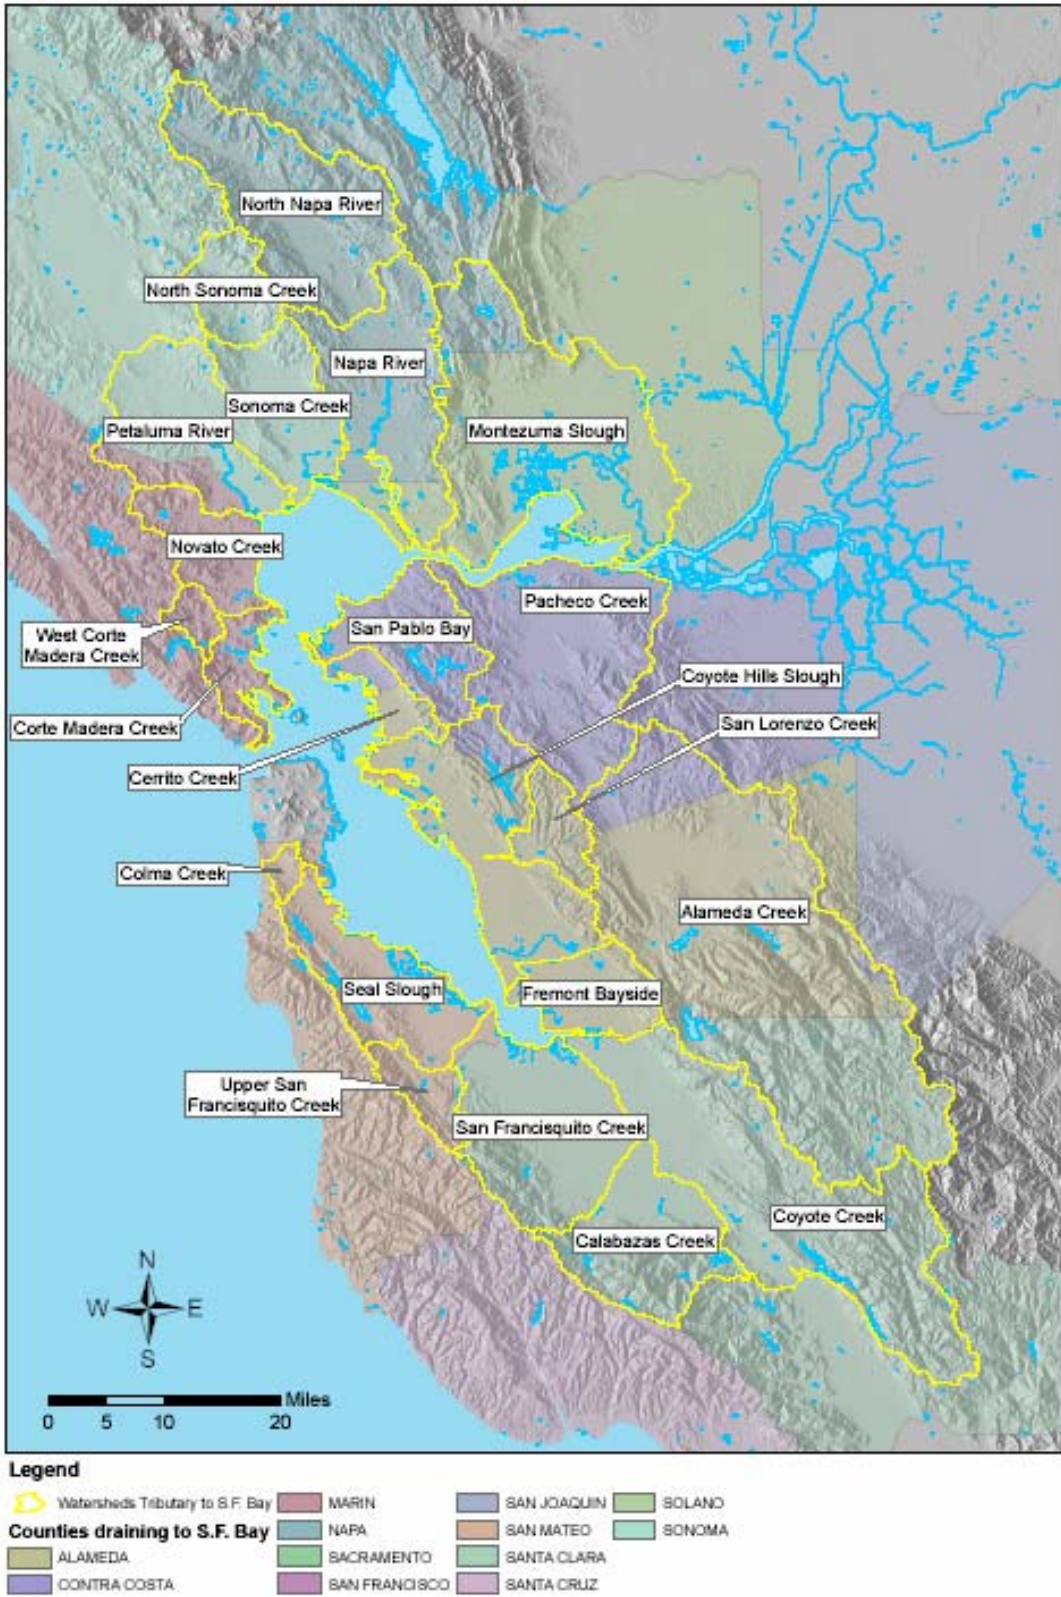 North Napa River
North Sonoma Creek
Napa River
Sonoma Creek
Petaluma River
Montezuma Slough
Novato Creek
Pacheco Creek
San Pablo Bay
West Corte
Madera Creek
Coyote Hills Slough
San Lorenzo Creek
Corte Madera Creek
Cerrito Creek
Colma Creek
Alameda Creek
Seal Slough
Fremont Bayside
Upper San
Francisquito Creek
San Francisquito Creek
Coyote Creek
Calabazas Creek
N
W E
S
Miles
0 5 10 20
Legend
Watersheds Tributary to S.F. Bay
Counties draining to S.F. Bay
ALAMEDA
CONTRA COSTA
MARIN
NAPA
SACRAMENTO
SAN FRANCISCO
SAN JOAQUIN
SAN MATEO
SANTA CLARA
SANTA CRUZ
SOLANO
SONOMA